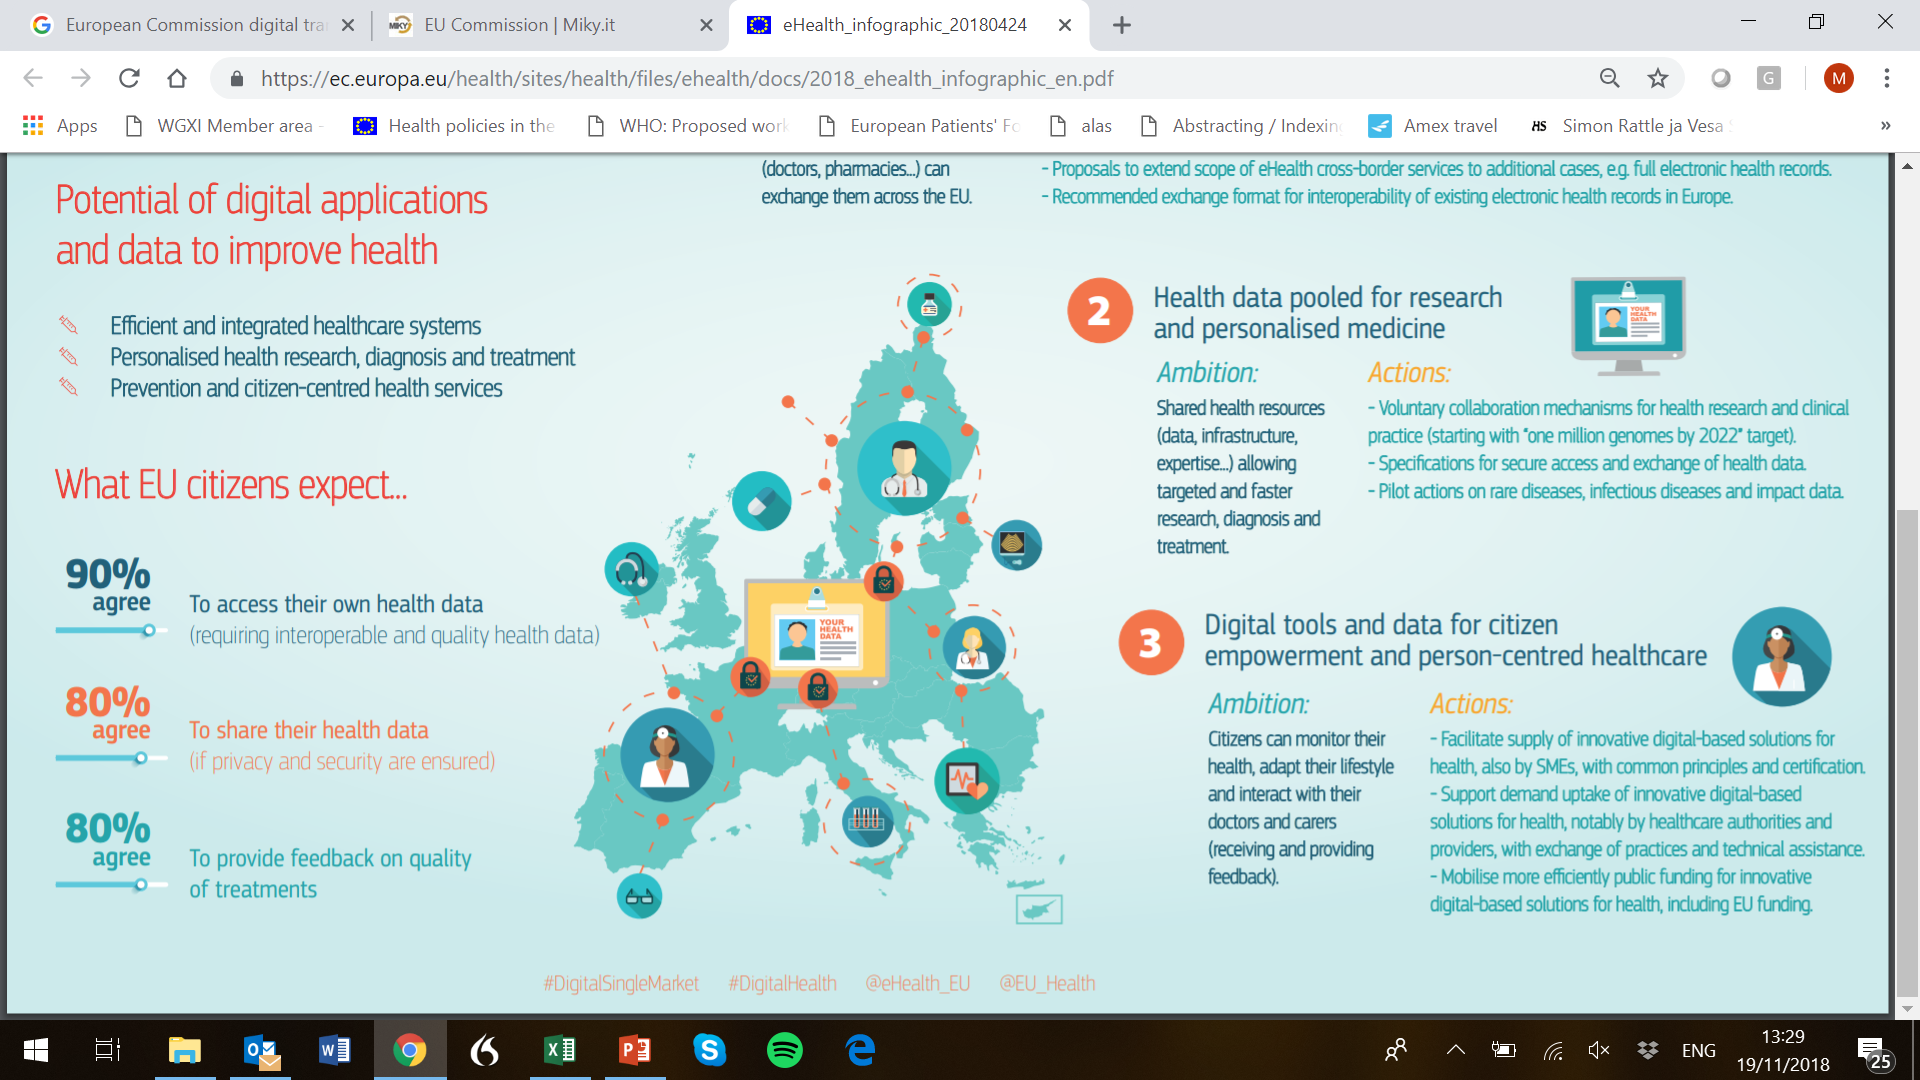 European Commission digital tra
EU Commission | Miky.it
eHealth_infographic_20180424
https://ec.europa.eu/health/sites/health/files/ehealth/docs/2018_ehealth_infographic_en.pdf
G
M
Apps
WGXI Member area -
Health policies in the
WHO: Proposed work
European Patients' Fo
alas
Abstracting / Indexing
Amex travel
HS
Simon Rattle ja Vesa
»
Potential of digital applications
and data to improve health
Efficient and integrated healthcare systems
Personalised health research, diagnosis and treatment
Prevention and citizen-centred health services
What EU citizens expect...
90%
agree
To access their own health data
(requiring interoperable and quality health data)
80%
agree
To share their health data
(if privacy and security are ensured)
80%
agree
To provide feedback on quality
of treatments
(doctors, pharmacies...) can
exchange them across the EU.
- Proposals to extend scope of eHealth cross-border services to additional cases, e.g. full electronic health records.
- Recommended exchange format for interoperability of existing electronic health records in Europe.
YOUR
HEALTH
DATA
2
Health data pooled for research
and personalised medicine
YOUR
HEALTH
DATA
Ambition:
Shared health resources
(data, infrastructure,
expertise...) allowing
targeted and faster
research, diagnosis and
treatment.
Actions:
- Voluntary collaboration mechanisms for health research and clinical
practice (starting with "one million genomes by 2022" target).
- Specifications for secure access and exchange of health data.
- Pilot actions on rare diseases, infectious diseases and impact data.
3
Digital tools and data for citizen
empowerment and person-centred healthcare
Ambition:
Citizens can monitor their
health, adapt their lifestyle
and interact with their
doctors and carers
(receiving and providing
feedback).
Actions:
- Facilitate supply of innovative digital-based solutions for
health, also by SMEs, with common principles and certification.
- Support demand uptake of innovative digital-based
solutions for health, notably by healthcare authorities and
providers, with exchange of practices and technical assistance.
- Mobilise more efficiently public funding for innovative
digital-based solutions for health, including EU funding.
#DigitalSingleMarket #DigitalHealth @eHealth_EU @EU_Health
ENG
13:29
19/11/2018
25